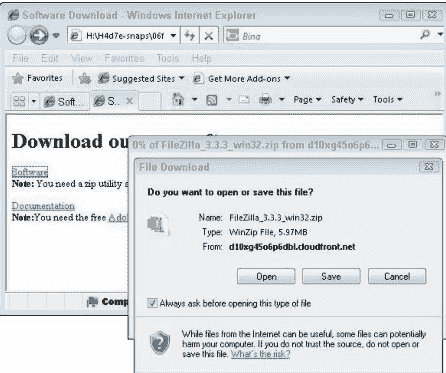 Software Download - Windows Internet Explorer
H:\H4d7e-snaps\06f
Bing
File Edit View Favorites Tools Help
Favorites Suggested Sites Get More Add-ons
Soft... S..
Page Safety Tools
Download ou
0% of FileZilla_3.3.3_win32.zip from d10xg45o6p6...
File Download
Software
Note: You need a zip utility a
Documentation
Note:You need the free Ado
Do you want to open or save this file?
Name: FileZilla_3.3.3_win32.zip
Type: WinZip File, 5.97MB
From: d10xg45o6p6dbl.cloudfront.net
Open Save Cancel
Always ask before opening this type of file
Comp
While files from the Internet can be useful, some files can potentially
harm your computer. If you do not trust the source, do not open or
save this file. What's the risk?